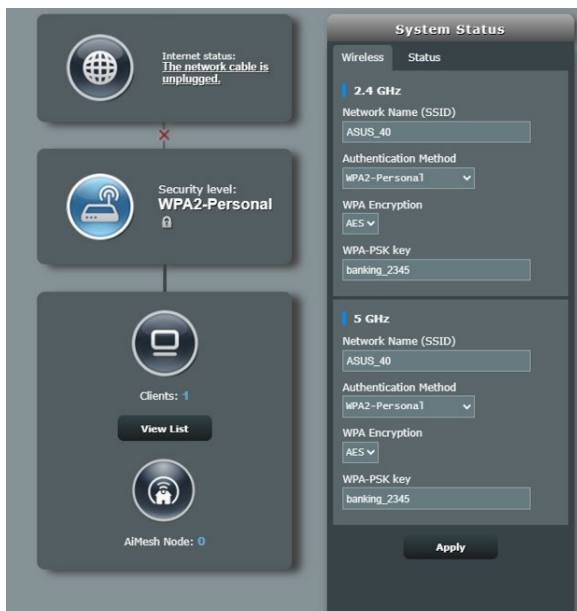 Internet status:
The network cable is
unplugged.
Security level:
WPA2-Personal
Clients: 1
View List
AiMesh Node: 0
System Status
Wireless
Status
2.4 GHz
Network Name (SSID)
ASUS_40
Authentication Method
WPA2-Personal
WPA Encryption
AES
WPA-PSK key
banking_2345
5 GHz
Network Name (SSID)
ASUS_40
Authentication Method
WPA2-Personal
WPA Encryption
AES
WPA-PSK key
banking_2345
Apply